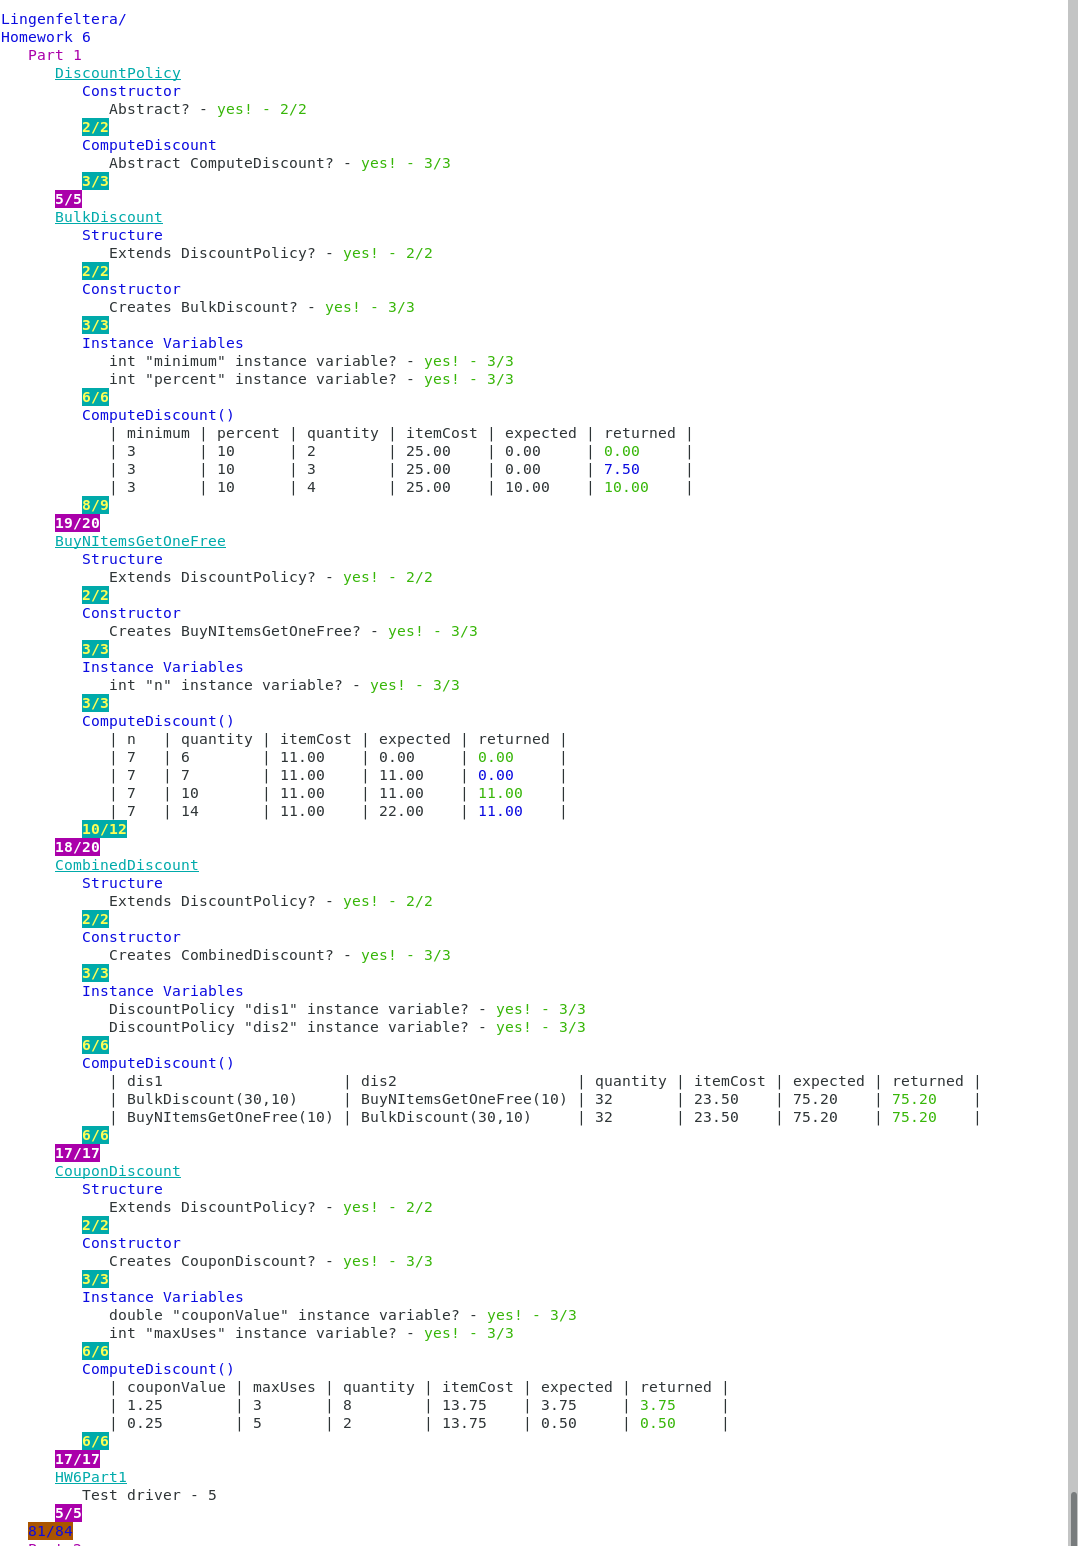 Lingenfeltera/
Homework 6
Part 1
DiscountPolicy
Constructor
Abstract? - yes! - 2/2
2/2
ComputeDiscount
Abstract ComputeDiscount? - yes! - 3/3
3/3
5/5
BulkDiscount
Structure
Extends DiscountPolicy? - yes! - 2/2
2/2
Constructor
Creates BulkDiscount? - yes! - 3/3
3/3
Instance Variables
int "minimum" instance variable? - yes! - 3/3
int "percent" instance variable? - yes! - 3/3
6/6
ComputeDiscount()
| minimum | percent | quantity | itemCost | expected | returned |
| 3 | 10 | 2 | 25.00 | 0.00 | 0.00 |
| 3 | 10 | 3 | 25.00 | 0.00 | 7.50 |
| 3 | 10 | 4 | 25.00 | 10.00 | 10.00 |
8/9
19/20
BuyNItemsGetOneFree
Structure
Extends DiscountPolicy? - yes! - 2/2
2/2
Constructor
Creates BuyNItemsGetOneFree? - yes! - 3/3
3/3
Instance Variables
int "n" instance variable? - yes! - 3/3
3/3
ComputeDiscount()
| n | quantity | itemCost | expected | returned |
| 7 | 6 | 11.00 | 0.00 | 0.00 |
| 7 | 7 | 11.00 | 11.00 | 0.00 |
| 7 | 10 | 11.00 | 11.00 | 11.00 |
| 7 | 14 | 11.00 | 22.00 | 11.00 |
10/12
18/20
CombinedDiscount
Structure
Extends DiscountPolicy? - yes! - 2/2
2/2
Constructor
Creates CombinedDiscount? - yes! - 3/3
3/3
Instance Variables
DiscountPolicy "dis1" instance variable? - yes! - 3/3
DiscountPolicy "dis2" instance variable? - yes! - 3/3
6/6
ComputeDiscount()
| dis1 | dis2 | quantity | itemCost | expected | returned |
| BulkDiscount(30,10) | BuyNItemsGetOneFree(10) | 32 | 23.50 | 75.20 | 75.20 |
| BuyNItemsGetOneFree(10) | BulkDiscount(30,10) | 32 | 23.50 | 75.20 | 75.20 |
6/6
17/17
CouponDiscount
Structure
Extends DiscountPolicy? - yes! - 2/2
2/2
Constructor
Creates CouponDiscount? - yes! - 3/3
3/3
Instance Variables
double "couponValue" instance variable? - yes! - 3/3
int "maxUses" instance variable? - yes! - 3/3
6/6
ComputeDiscount()
| couponValue | maxUses | quantity | itemCost | expected | returned |
| 1.25 | 3 | 8 | 13.75 | 3.75 | 3.75 |
| 0.25 | 5 | 2 | 13.75 | 0.50 | 0.50 |
6/6
17/17
HW6Part1
Test driver - 5
5/5
81/84